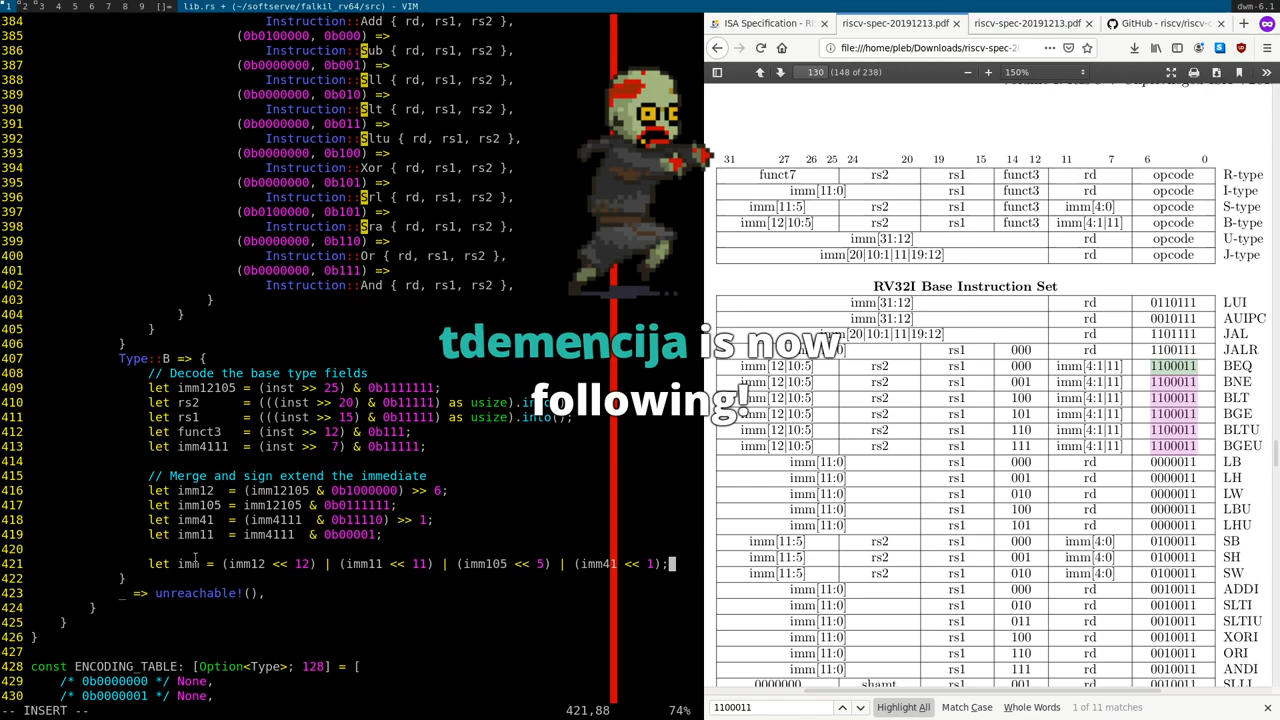 1 2 3 4 5 6 7 8 9 []= lib.rs + (~/softserve/falkil_rv64/src) - VIM dwm-6.1
384 Instruction::Add { rd, rs1, rs2 },
385 (0b0100000, 0b000) =>
386 Instruction::Sub { rd, rs1, rs2 },
387 (0b0000000, 0b001) =>
388 Instruction::Sll { rd, rs1, rs2 },
389 (0b0000000, 0b010) =>
390 Instruction::Slt { rd, rs1, rs2 },
391 (0b0000000, 0b011) =>
392 Instruction::Sltu { rd, rs1, rs2 },
393 (0b0000000, 0b100) =>
394 Instruction::Xor { rd, rs1, rs2 },
395 (0b0000000, 0b101) =>
396 Instruction::Srl { rd, rs1, rs2 },
397 (0b0100000, 0b101) =>
398 Instruction::Sra { rd, rs1, rs2 },
399 (0b0000000, 0b110) =>
400 Instruction::Or { rd, rs1, rs2 },
401 (0b0000000, 0b111) =>
402 Instruction::And { rd, rs1, rs2 },
403 }
404 }
405 }
406 }
407 Type::B => {
408 // Decode the base type fields
409 let imm12105 = (inst >> 25) & 0b1111111;
410 let rs2 = (((inst >> 20) & 0b11111) as usize).into();
411 let rs1 = (((inst >> 15) & 0b11111) as usize).into();
412 let funct3 = (inst >> 12) & 0b111;
413 let imm4111 = (inst >> 7) & 0b11111;
414
415 // Merge and sign extend the immediate
416 let imm12 = (imm12105 & 0b1000000) >> 6;
417 let imm105 = imm12105 & 0b0111111;
418 let imm41 = (imm4111 & 0b11110) >> 1;
419 let imm11 = imm4111 & 0b00001;
420
421 let imm = (imm12 << 12) | (imm11 << 11) | (imm105 << 5) | (imm41 << 1);
422 }
423 _ => unreachable!(),
424 }
425 }
426 }
427
428 const ENCODING_TABLE: [Option<Type>; 128] = [
429 /* 0b0000000 */ None,
430 /* 0b0000001 */ None,
-- INSERT -- 421,88 74%
tdemencija is now
following!
ISA Specification - RIS riscv-spec-20191213.pdf riscv-spec-20191213.pdf GitHub - riscv/riscv-c
file:///home/pleb/Downloads/riscv-spec-20
130 (148 of 238) 150%
31 27 26 25 24 20 19 15 14 12 11 7 6 0
funct7 rs2 rs1 funct3 rd opcode R-type
imm[11:0] rs1 funct3 rd opcode I-type
imm[11:5] rs2 rs1 funct3 imm[4:0] opcode S-type
imm[12|10:5] rs2 rs1 funct3 imm[4:1|11] opcode B-type
imm[31:12] rd opcode U-type
imm[20|10:1|11|19:12] rd opcode J-type
RV32I Base Instruction Set
imm[31:12] rd 0110111 LUI
imm[31:12] rd 0010111 AUIPC
imm[20|10:1|11|19:12] rd 1101111 JAL
rs1 000 rd 1100111 JALR
imm[12|10:5] rs2 rs1 000 imm[4:1|11] 1100011 BEQ
imm[12|10:5] rs2 rs1 001 imm[4:1|11] 1100011 BNE
imm[12|10:5] rs2 rs1 100 imm[4:1|11] 1100011 BLT
imm[12|10:5] rs2 rs1 101 imm[4:1|11] 1100011 BGE
imm[12|10:5] rs2 rs1 110 imm[4:1|11] 1100011 BLTU
imm[12|10:5] rs2 rs1 111 imm[4:1|11] 1100011 BGEU
imm[11:0] rs1 000 rd 0000011 LB
imm[11:0] rs1 001 rd 0000011 LH
imm[11:0] rs1 010 rd 0000011 LW
imm[11:0] rs1 100 rd 0000011 LBU
imm[11:0] rs1 101 rd 0000011 LHU
imm[11:5] rs2 rs1 000 imm[4:0] 0100011 SB
imm[11:5] rs2 rs1 001 imm[4:0] 0100011 SH
imm[11:5] rs2 rs1 010 imm[4:0] 0100011 SW
imm[11:0] rs1 000 rd 0010011 ADDI
imm[11:0] rs1 010 rd 0010011 SLTI
imm[11:0] rs1 011 rd 0010011 SLTIU
imm[11:0] rs1 100 rd 0010011 XORI
imm[11:0] rs1 110 rd 0010011 ORI
imm[11:0] rs1 111 rd 0010011 ANDI
0000000 shamt rs1 001 rd 0010011 SLLI
1100011 Highlight All Match Case Whole Words 1 of 11 matches